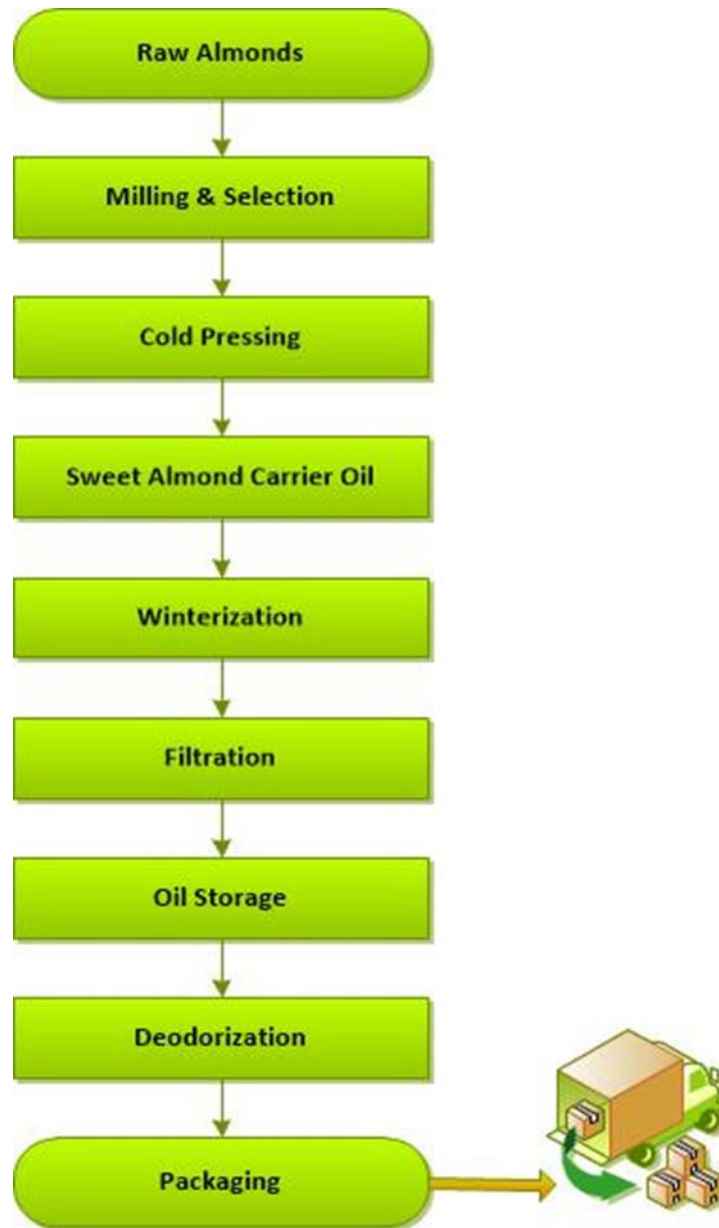 Raw Almonds
Milling & Selection
Cold Pressing
Sweet Almond Carrier Oil
Winterization
Filtration
Oil Storage
Deodorization
Packaging